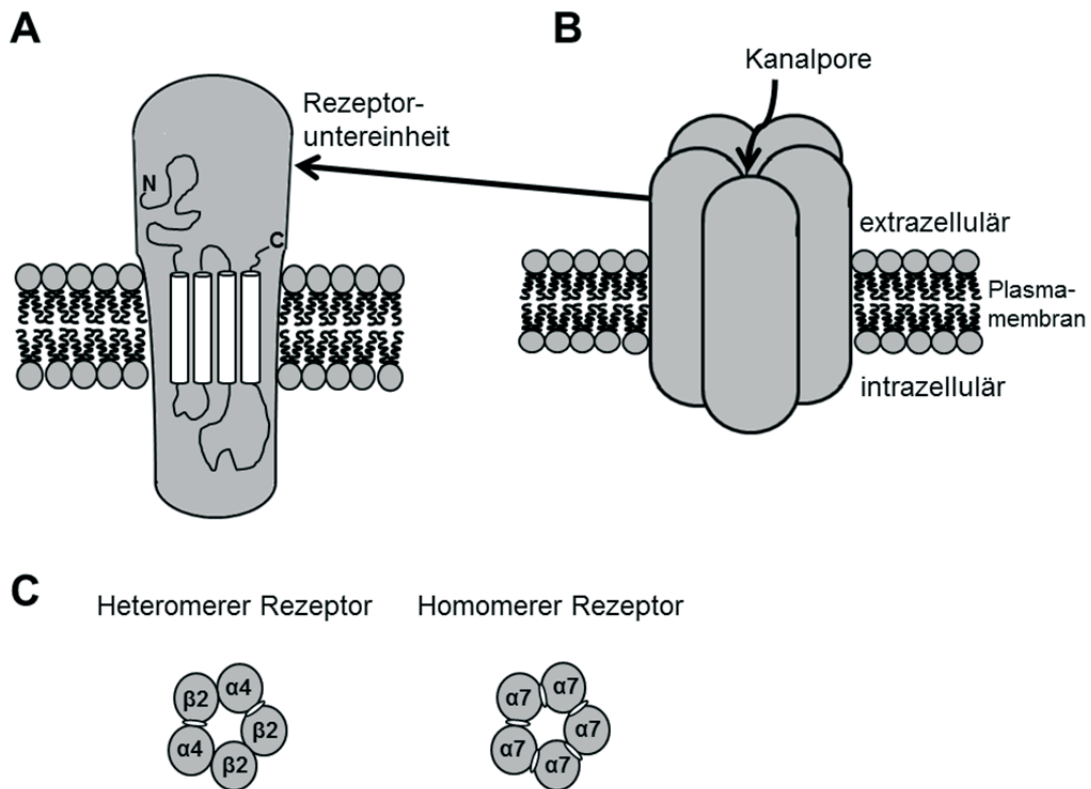 A
Rezeptor-
untereinheit
N
C
B
Kanalpore
extrazellulär
Plasma-
membran
intrazellulär
C
Heteromerer Rezeptor
β2
α4
β2
β2
α4
Homomerer Rezeptor
α7
α7
α7
α7
α7